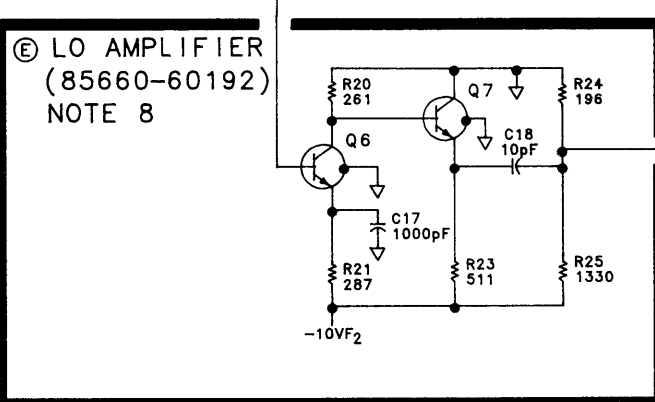 Ⓔ LO AMPLIFIER
(85660-60192)
NOTE 8
R20
261
Q7
R24
196
Q6
C18
10pF
C17
1000pF
R21
287
R23
511
R25
1330
-10VF2